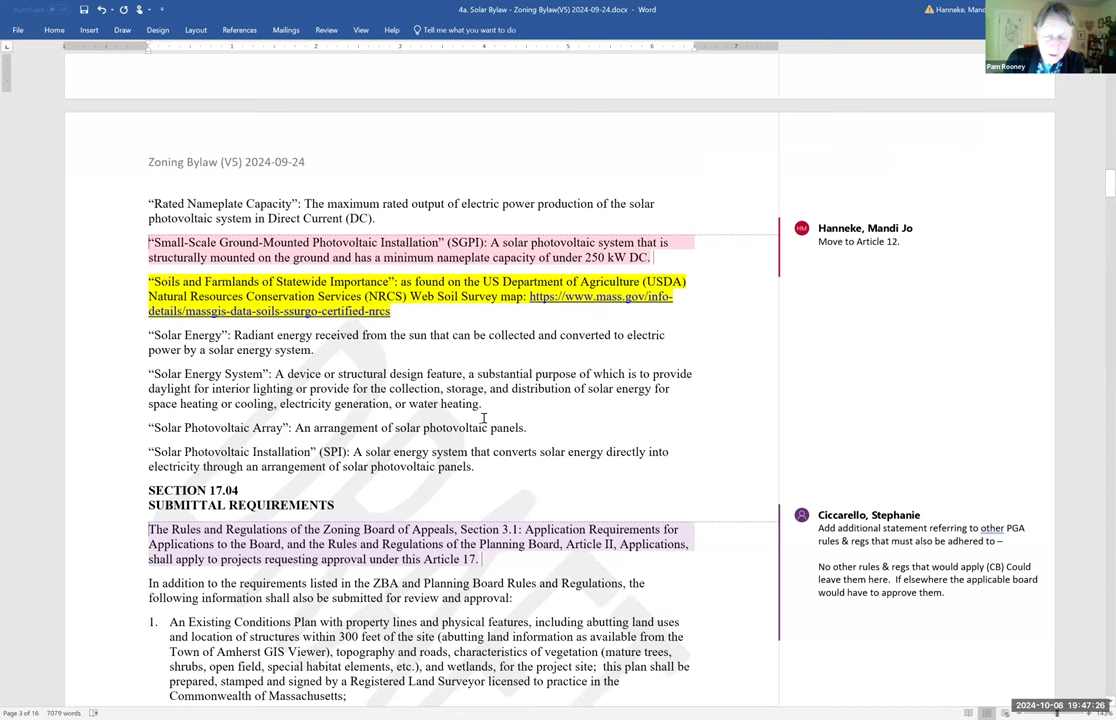 AutoSave
4a. Solar Bylaw - Zoning Bylaw(V5) 2024-09-24.docx - Word
Hanneke, Mandi
File Home Insert Draw Design Layout References Mailings Review View Help Tell me what you want to do
Pam Rooney
1 1 2 3 4 5 6 7
Zoning Bylaw (V5) 2024-09-24
“Rated Nameplate Capacity”: The maximum rated output of electric power production of the solar
photovoltaic system in Direct Current (DC).
“Small-Scale Ground-Mounted Photovoltaic Installation” (SGPI): A solar photovoltaic system that is
structurally mounted on the ground and has a minimum nameplate capacity of under 250 kW DC.
“Soils and Farmlands of Statewide Importance”: as found on the US Department of Agriculture (USDA)
Natural Resources Conservation Services (NRCS) Web Soil Survey map: https://www.mass.gov/info-
details/massgis-data-soils-ssurgo-certified-nrcs
“Solar Energy”: Radiant energy received from the sun that can be collected and converted to electric
power by a solar energy system.
“Solar Energy System”: A device or structural design feature, a substantial purpose of which is to provide
daylight for interior lighting or provide for the collection, storage, and distribution of solar energy for
space heating or cooling, electricity generation, or water heating.
“Solar Photovoltaic Array”: An arrangement of solar photovoltaic panels.
“Solar Photovoltaic Installation” (SPI): A solar energy system that converts solar energy directly into
electricity through an arrangement of solar photovoltaic panels.
SECTION 17.04
SUBMITTAL REQUIREMENTS
The Rules and Regulations of the Zoning Board of Appeals, Section 3.1: Application Requirements for
Applications to the Board, and the Rules and Regulations of the Planning Board, Article II, Applications,
shall apply to projects requesting approval under this Article 17.
In addition to the requirements listed in the ZBA and Planning Board Rules and Regulations, the
following information shall also be submitted for review and approval:
1. An Existing Conditions Plan with property lines and physical features, including abutting land uses
and location of structures within 300 feet of the site (abutting land information as available from the
Town of Amherst GIS Viewer), topography and roads, characteristics of vegetation (mature trees,
shrubs, open field, special habitat elements, etc.), and wetlands, for the project site; this plan shall be
prepared, stamped and signed by a Registered Land Surveyor licensed to practice in the
Commonwealth of Massachusetts;
HM Hanneke, Mandi Jo
Move to Article 12.
Ciccarello, Stephanie
Add additional statement referring to other PGA
rules & regs that must also be adhered to –
No other rules & regs that would apply (CB) Could
leave them here. If elsewhere the applicable board
would have to approve them.
DRAFT
Page 3 of 16 7079 words
2024-10-08 19:47:26